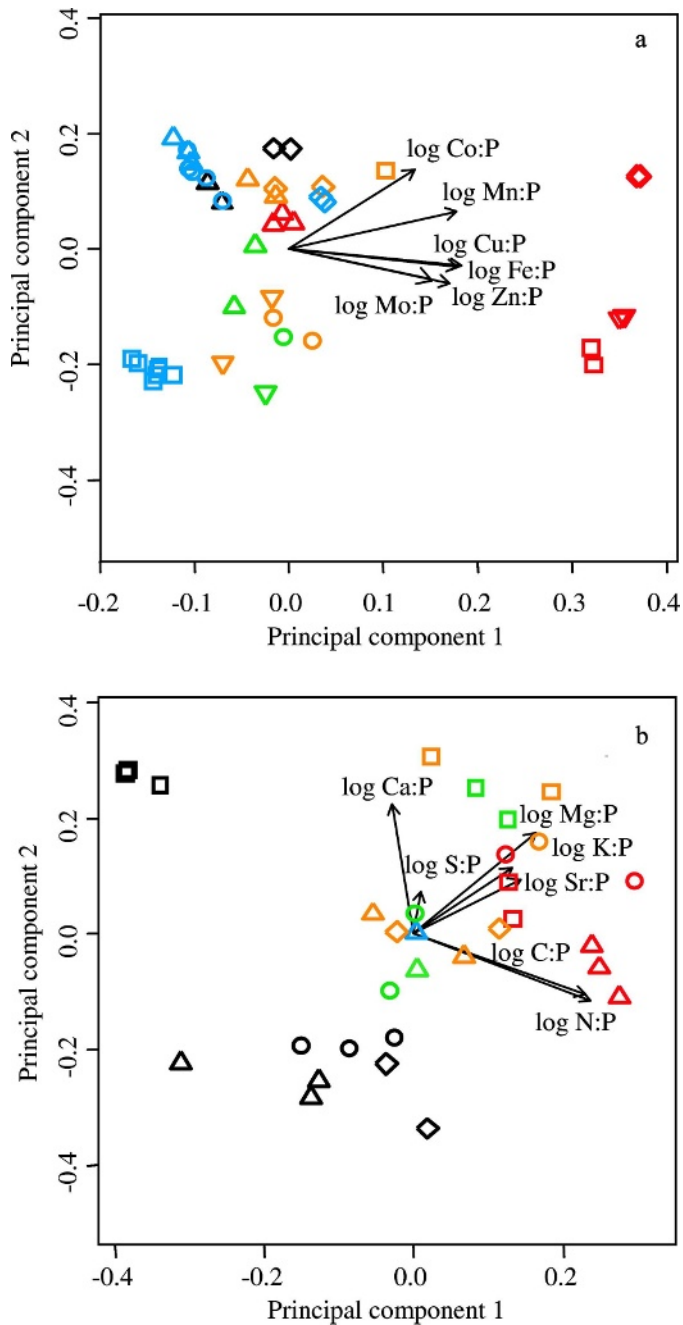 a
0.4
0.2
0.0
-0.2
-0.4
Principal component 2
log Co:P
log Mn:P
log Cu:P
log Fe:P
log Mo:P
log Zn:P
-0.2 -0.1 0.0 0.1 0.2 0.3 0.4
Principal component 1
b
0.4
0.2
0.0
-0.2
-0.4
Principal component 2
log Ca:P
log Mg:P
log K:P
log S:P
log Sr:P
log C:P
log N:P
-0.4 -0.2 0.0 0.2
Principal component 1